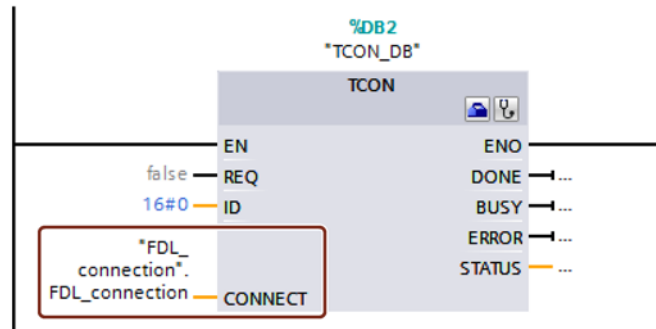 %DB2
"TCON_DB"
TCON
EN
ENO
false
REQ
DONE
...
16#0
ID
BUSY
...
"FDL_
connection".
FDL_connection
CONNECT
ERROR
...
STATUS
...